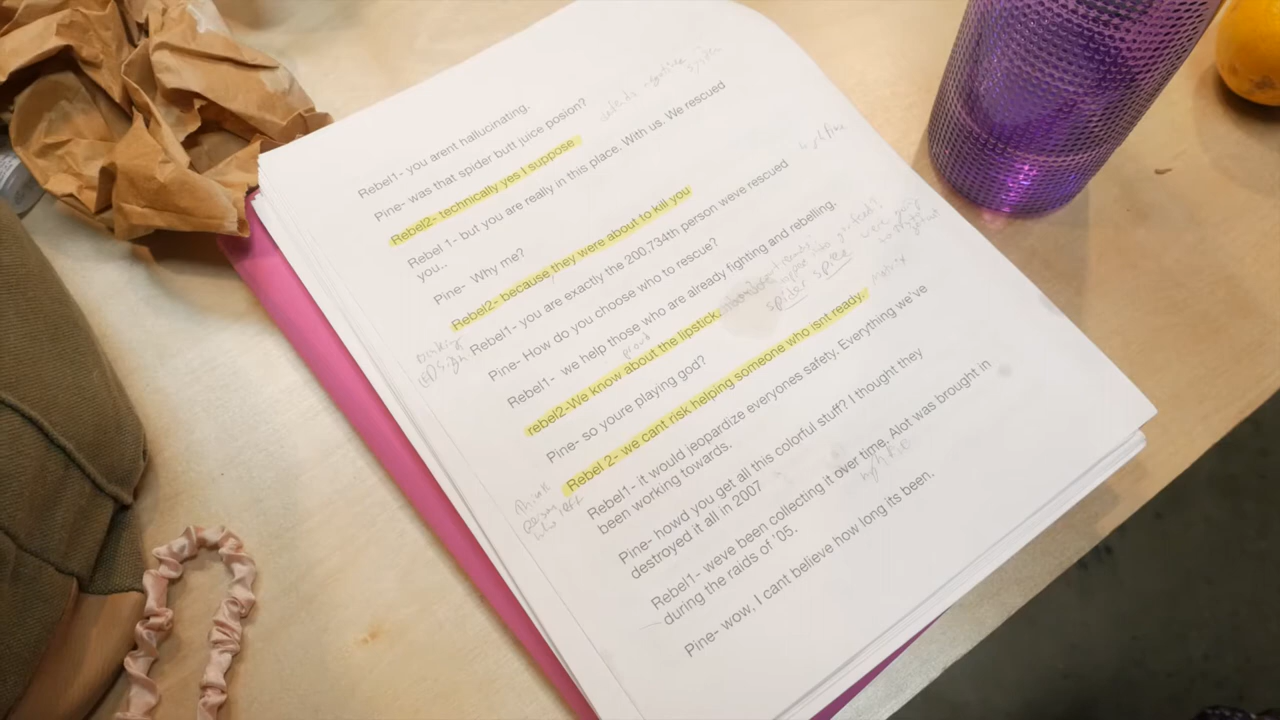 Rebel1- you arent hallucinating.
Pine- was that spider butt juice posion?
Rebel2- technically yes I suppose
Rebel 1- but you are really in this place. With us. We rescued
you..
Pine- Why me?
Rebel2- because they were about to kill you
Rebel1- you are exactly the 200,734th person weve rescued
Pine- How do you choose who to rescue?
Rebel1- we help those who are already fighting and rebelling.
rebel2-We know about the lipstick.
proud
spider spice
Pine- so youre playing god?
Rebel 2- we cant risk helping someone who isnt ready.
Rebel1- it would jeopardize everyones safety. Everything we've
been working towards.
Pine- howd you get all this colorful stuff? I thought they
destroyed it all in 2007
Rebel1- weve been collecting it over time. Alot was brought in
during the raids of '05.
Pine- wow, I cant believe how long its been.